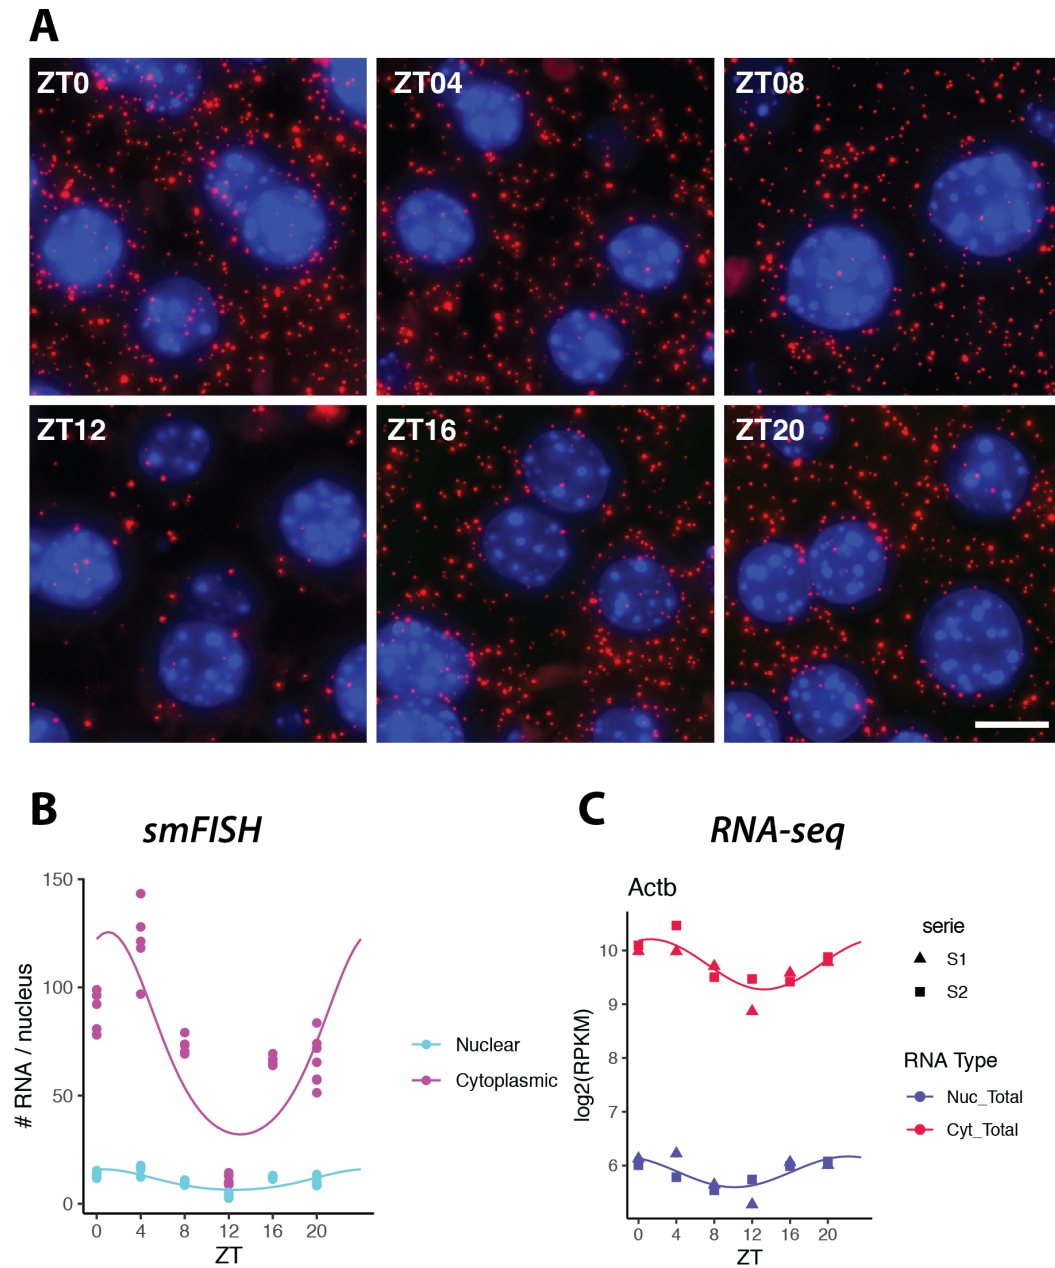 A
ZT0
ZT04
ZT08
ZT12
ZT16
ZT20
B
smFISH
150
100
50
0
# RNA / nucleus
0 4 8 12 16 20
ZT
Nuclear
Cytoplasmic
C
RNA-seq
Actb
10
9
8
7
6
log2(RPKM)
0 4 8 12 16 20
ZT
serie
S1
S2
RNA Type
Nuc_Total
Cyt_Total